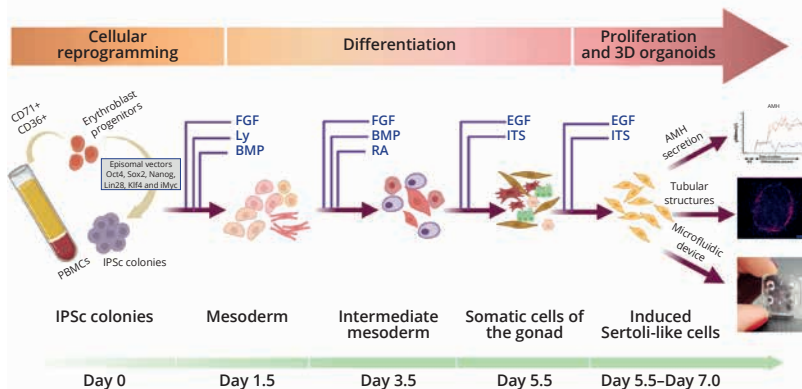 Cellular
reprogramming
Differentiation
Proliferation
and 3D organoids
CD71+
CD36+
Erythroblast
progenitors
Episomal vectors
Oct4, Sox2, Nanog,
Lin28, Klf4 and iMyc
PBMCs
IPSc colonies
FGF
Ly
BMP
FGF
BMP
RA
EGF
ITS
EGF
ITS
AMH
secretion
Tubular
structures
Microfluidic
device
AMH
IPSc colonies
Mesoderm
Intermediate
mesoderm
Somatic cells of
the gonad
Induced
Sertoli-like cells
Day 0
Day 1.5
Day 3.5
Day 5.5
Day 5.5–Day 7.0